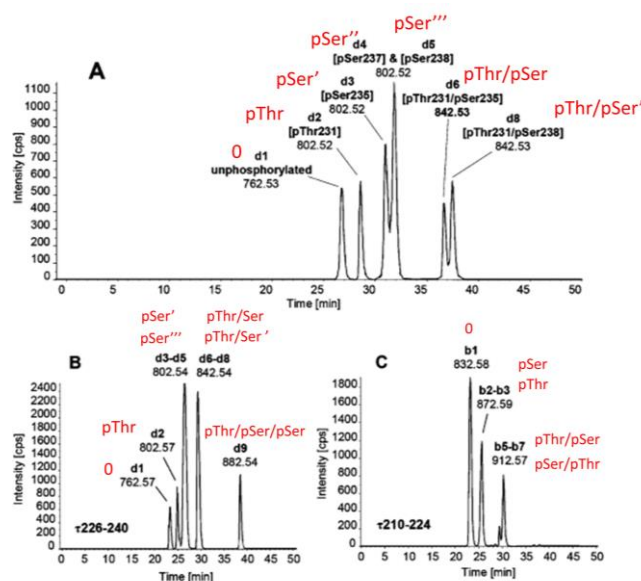 pSer''
pSer'''
A
d4
d5
[pSer237] & [pSer238]
802.52
pSer'
d3
[pSer235]
802.52
pThr/pSer
d6
[pThr231/pSer235]
842.53
pThr/pSer'
d8
[pThr231/pSer238]
842.53
pThr
d2
[pThr231]
802.52
0
d1
unphosphorylated
762.53
Intensity [cps]
1100
1000
900
800
700
600
500
400
300
200
100
0
0 5 10 15 20 25 30 35 40 45 50
Time [min]
pSer'
pSer'''
pThr/Ser
pThr/Ser '
B
d3-d5
802.54
d6-d8
842.54
pThr
d2
802.57
0
d1
762.57
pThr/pSer/pSer
d9
882.54
τ226-240
Intensity [cps]
2400
2000
1600
1200
800
400
0
0 5 10 15 20 25 30 35 40 45 50
Time [min]
0
b1
832.58
C
pSer
pThr
b2-b3
872.59
pThr/pSer
pSer/pThr
b5-b7
912.57
τ210-224
Intensity [cps]
1800
1600
1400
1200
1000
800
600
400
200
0
0 5 10 15 20 25 30 35 40 45 50
Time [min]